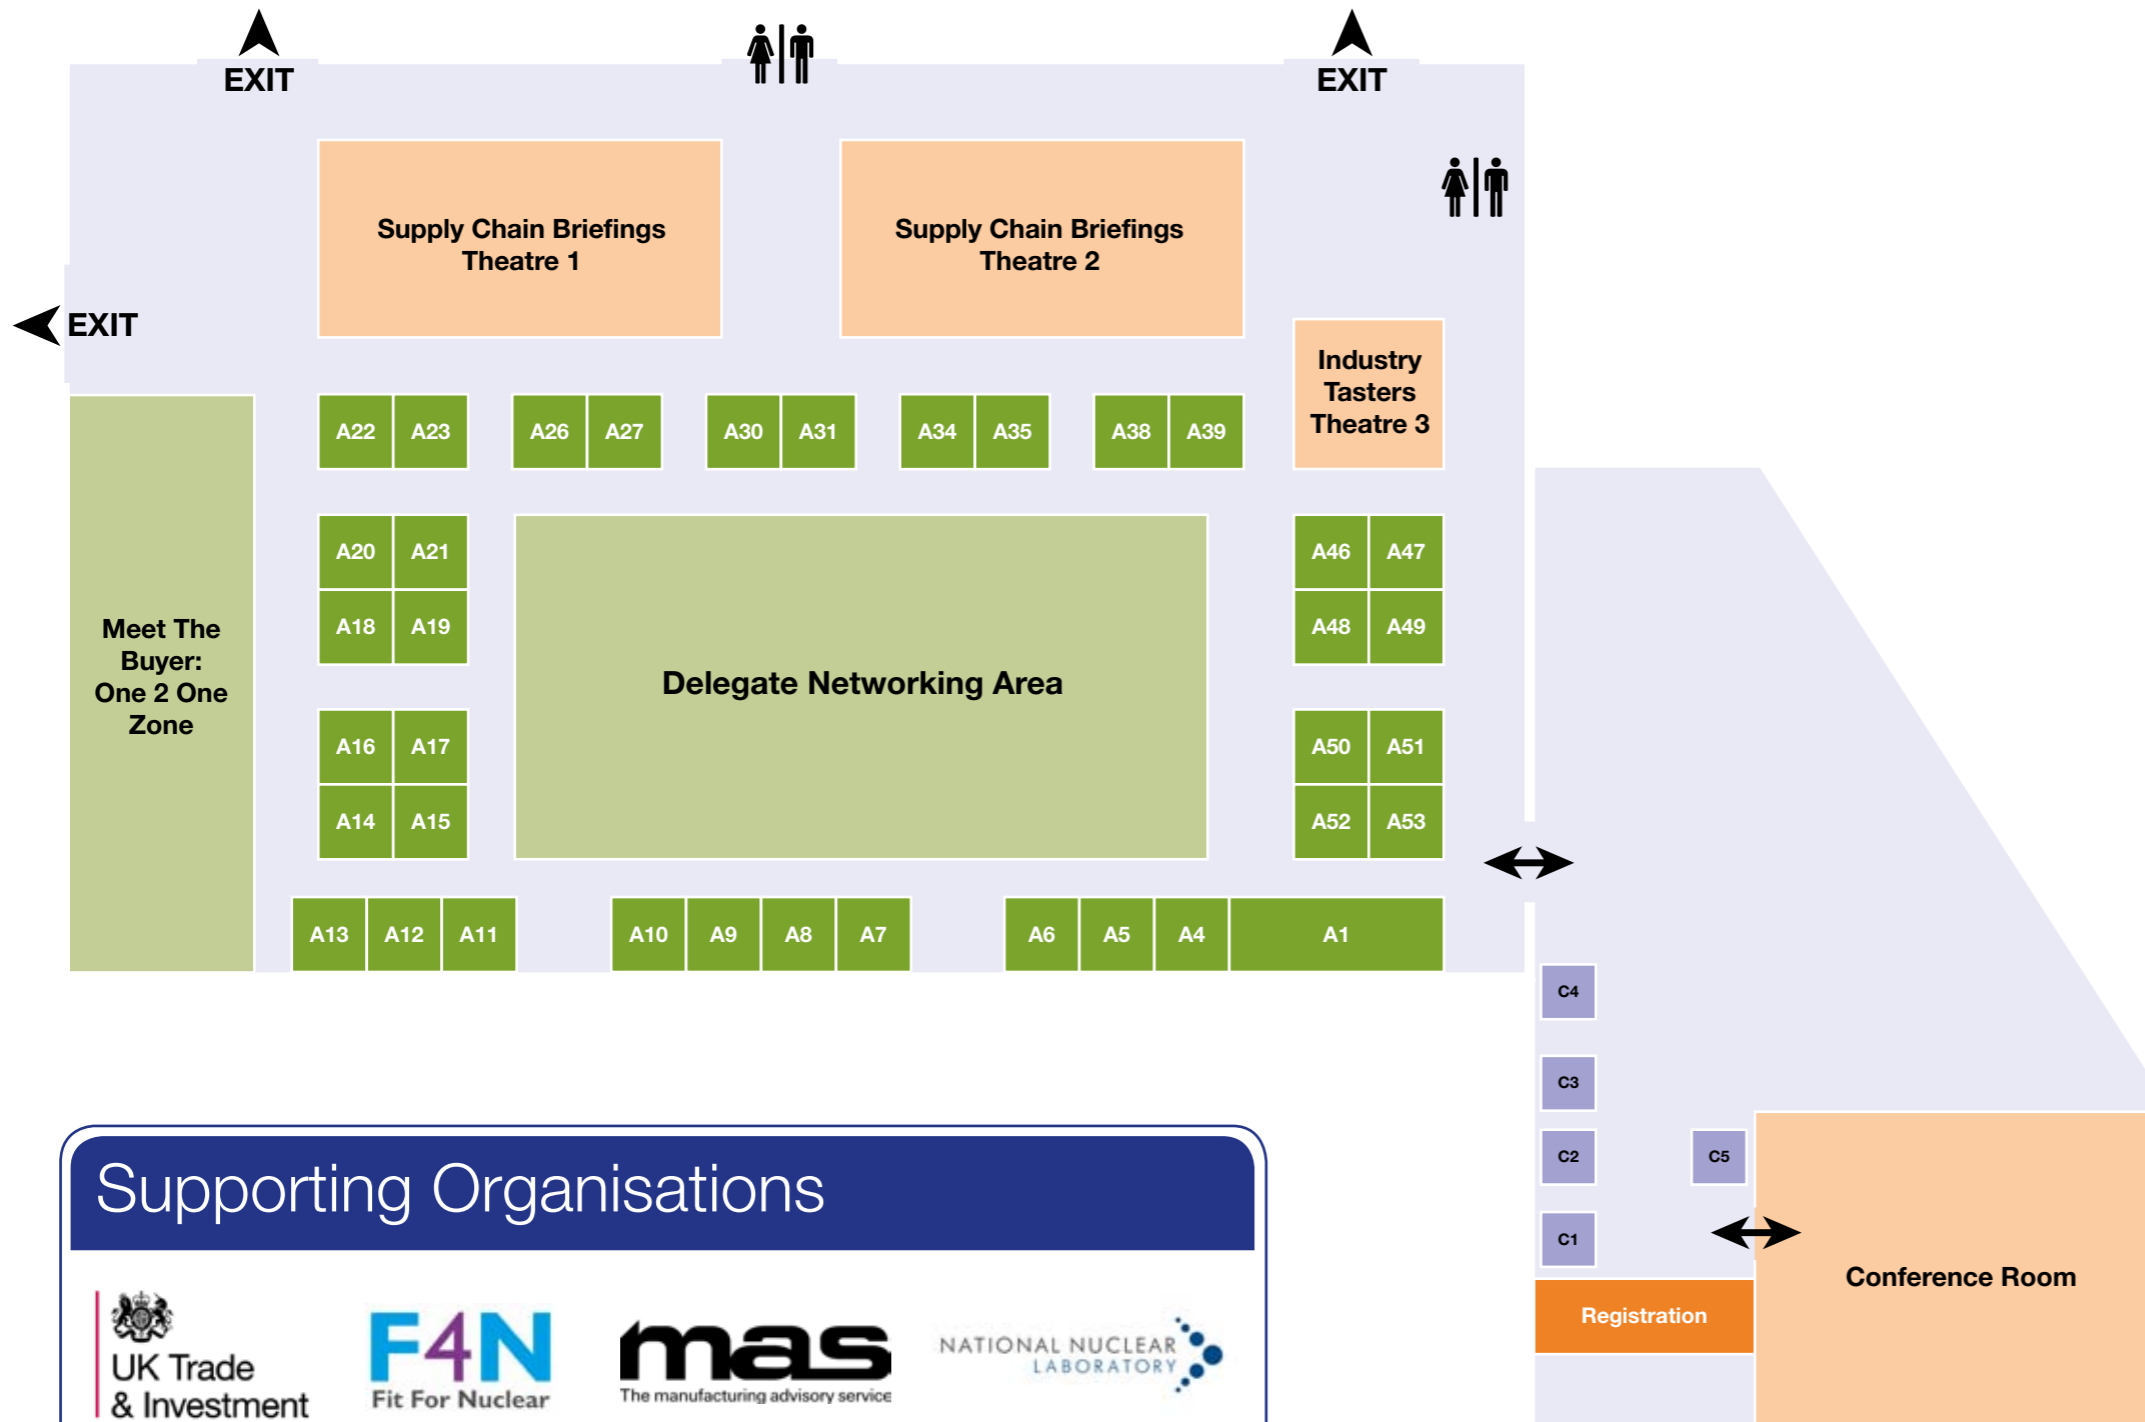 EXIT
EXIT
Supply Chain Briefings
Theatre 1
Supply Chain Briefings
Theatre 2
EXIT
Industry
Tasters
Theatre 3
A22 A23 A26 A27 A30 A31 A34 A35 A38 A39
A20 A21 A46 A47
A18 A19 A48 A49
Meet The
Buyer:
One 2 One
Zone
Delegate Networking Area
A16 A17 A50 A51
A14 A15 A52 A53
A13 A12 A11 A10 A9 A8 A7 A6 A5 A4 A1
C4
C3
C2 C5
C1
Conference Room
Registration
Supporting Organisations
UK Trade
& Investment
F4N
Fit For Nuclear
mas
The manufacturing advisory service
NATIONAL NUCLEAR
LABORATORY